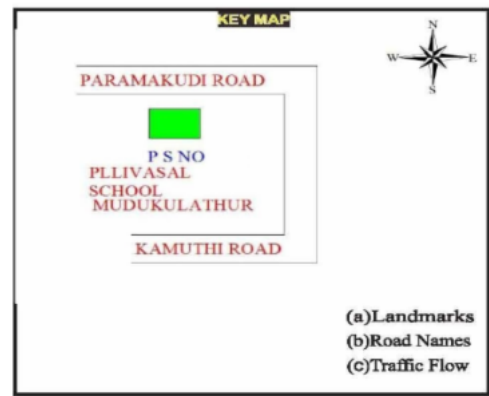 KEY MAP
N
W E
S
PARAMAKUDI ROAD
P S NO
PLLIVASAL
SCHOOL
MUDUKULATHUR
KAMUTHI ROAD
(a)Landmarks
(b)Road Names
(c)Traffic Flow